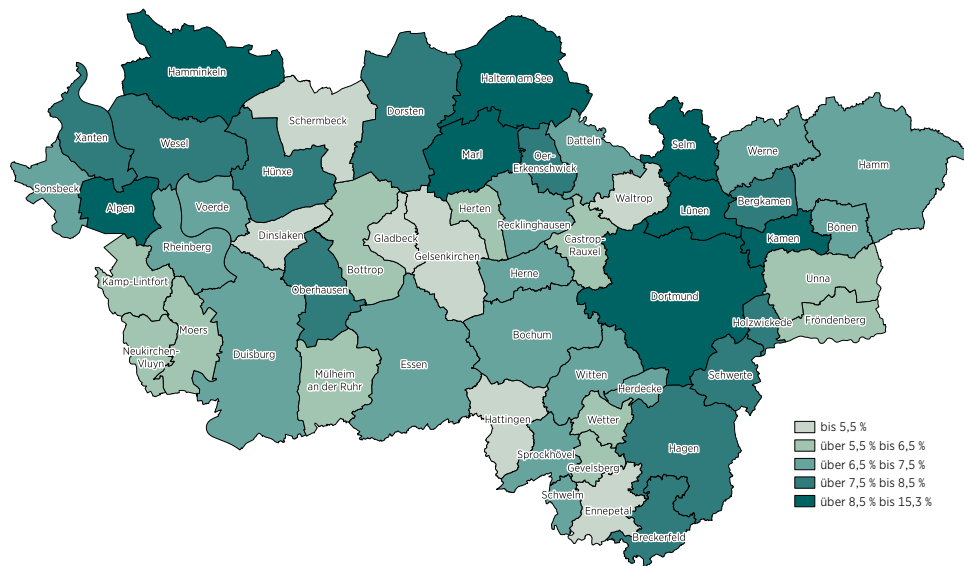 Hamminkeln
Haltern am See
Dorsten
Schermbeck
Xanten
Wesel
Marl
Oer-
Erkenschwick
Datteln
Selm
Werne
Hamm
Hünxe
Sonsbeck
Alpen
Voerde
Waltrop
Lünen
Bergkamen
Herten
Recklinghausen
Bönen
Dinslaken
Gladbeck
Castrop-
Rauxel
Kamen
Rheinberg
Gelsenkirchen
Bottrop
Herne
Kamp-Lintfort
Oberhausen
Dortmund
Unna
Holzwickede
Fröndenberg
Moers
Bochum
Neukirchen-
Vluyn
Duisburg
Essen
Mülheim
an der Ruhr
Witten
Herdecke
Schwerte
Hattingen
Wetter
Hagen
Sprockhövel
Gevelsberg
Schwelm
Ennepetal
Breckerfeld
bis 5,5 %
über 5,5 % bis 6,5 %
über 6,5 % bis 7,5 %
über 7,5 % bis 8,5 %
über 8,5 % bis 15,3 %